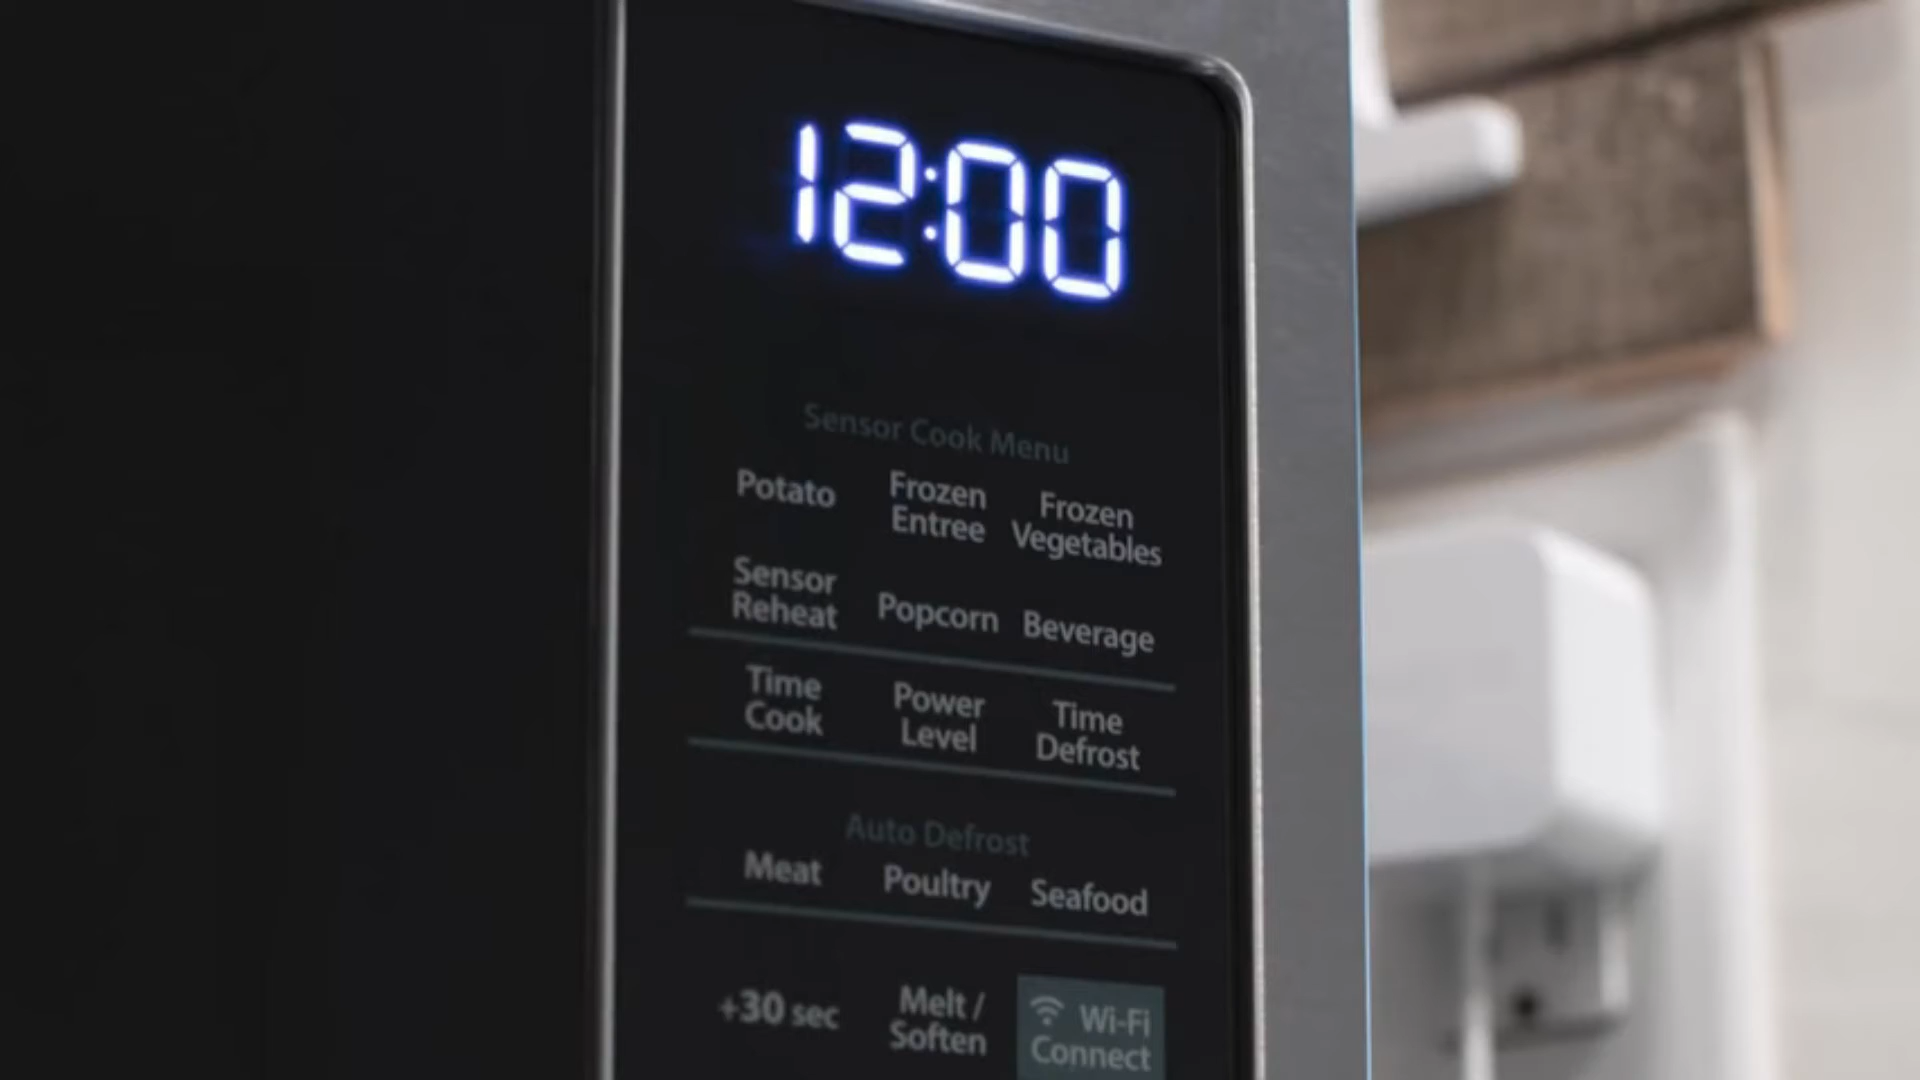 12:00
Sensor Cook Menu
Potato
Frozen
Entree
Frozen
Vegetables
Sensor
Reheat
Popcorn
Beverage
Time
Cook
Power
Level
Time
Defrost
Auto Defrost
Meat
Poultry
Seafood
+30 sec
Melt /
Soften
Wi-Fi
Connect